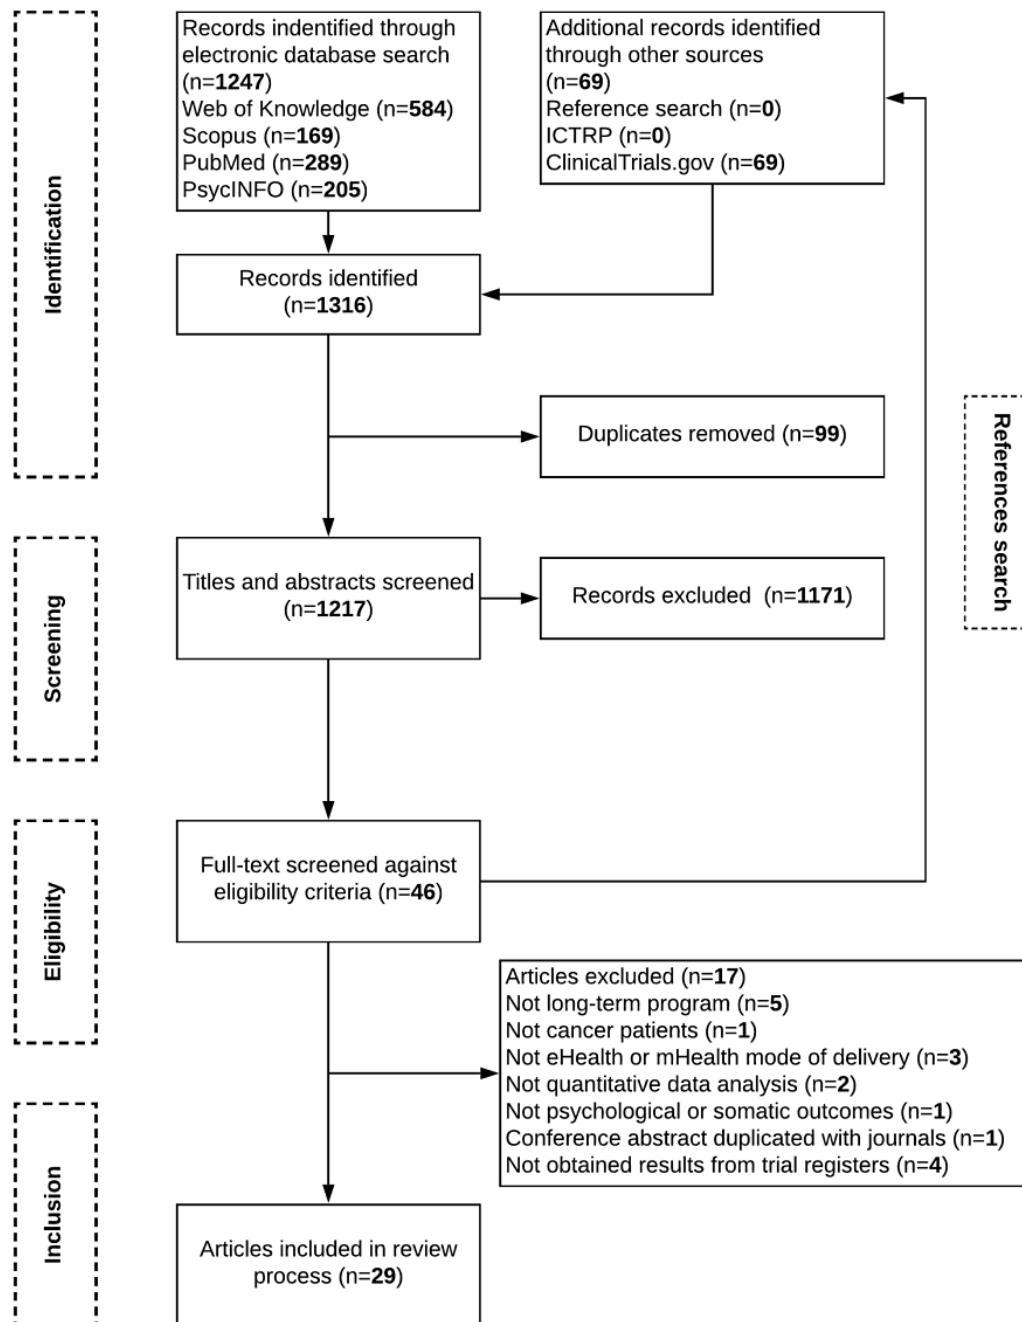 Records indentified through
electronic database search
(n=1247)
Web of Knowledge (n=584)
Scopus (n=169)
PubMed (n=289)
PsycINFO (n=205)
Additional records identified
through other sources
(n=69)
Reference search (n=0)
ICTRP (n=0)
ClinicalTrials.gov (n=69)
Identification
Records identified
(n=1316)
Duplicates removed (n=99)
References search
Screening
Titles and abstracts screened
(n=1217)
Records excluded (n=1171)
Eligibility
Full-text screened against
eligibility criteria (n=46)
Articles excluded (n=17)
Not long-term program (n=5)
Not cancer patients (n=1)
Not eHealth or mHealth mode of delivery (n=3)
Not quantitative data analysis (n=2)
Not psychological or somatic outcomes (n=1)
Conference abstract duplicated with journals (n=1)
Not obtained results from trial registers (n=4)
Inclusion
Articles included in review
process (n=29)